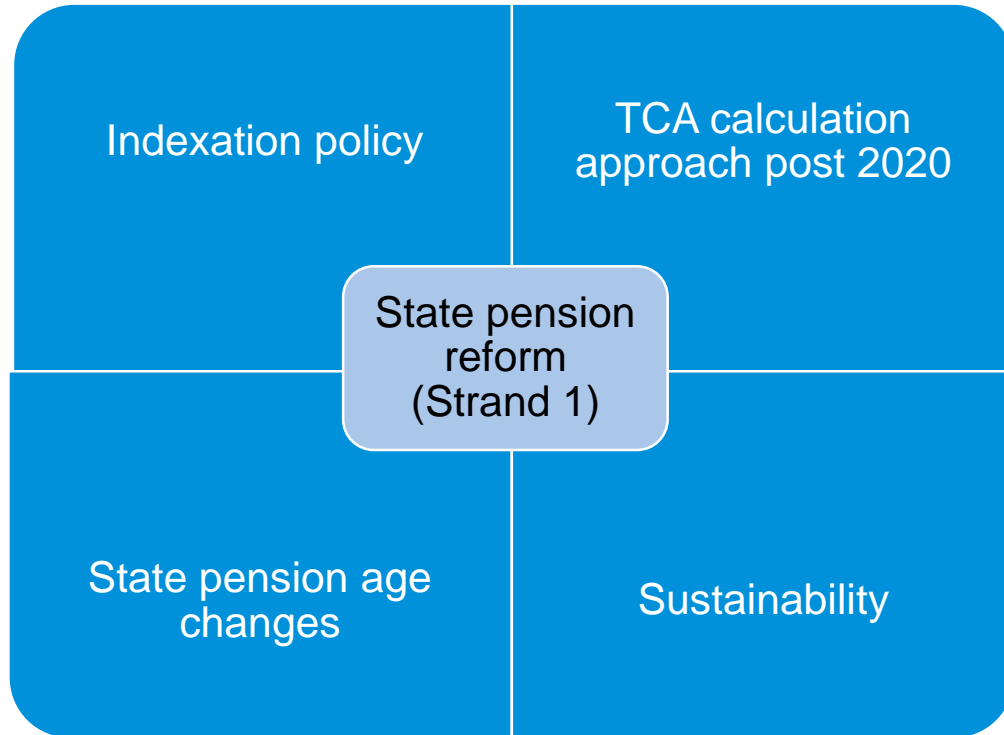 Indexation policy
TCA calculation
approach post 2020
State pension
reform
(Strand 1)
State pension age
changes
Sustainability